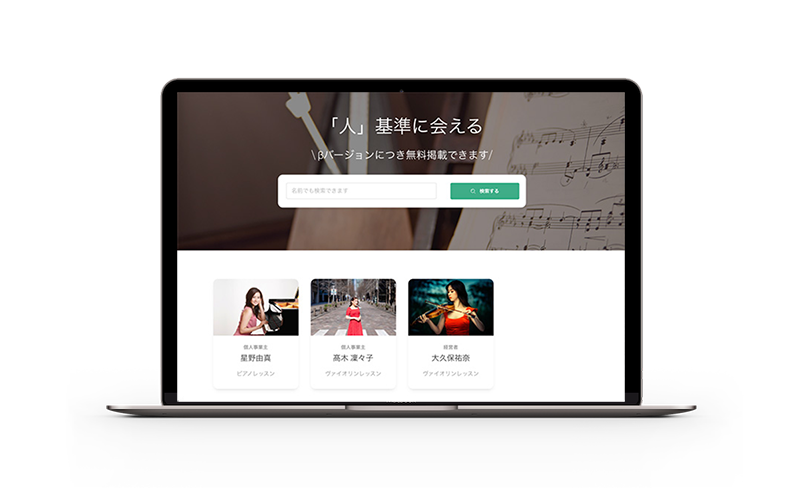 「人」基準に会える
\ βバージョンにつき無料掲載できます/
名前でも検索できます
検索する
個人事業主
星野由真
ピアノレッスン
個人事業主
髙木 凜々子
ヴァイオリンレッスン
経営者
大久保祐奈
ヴァイオリンレッスン